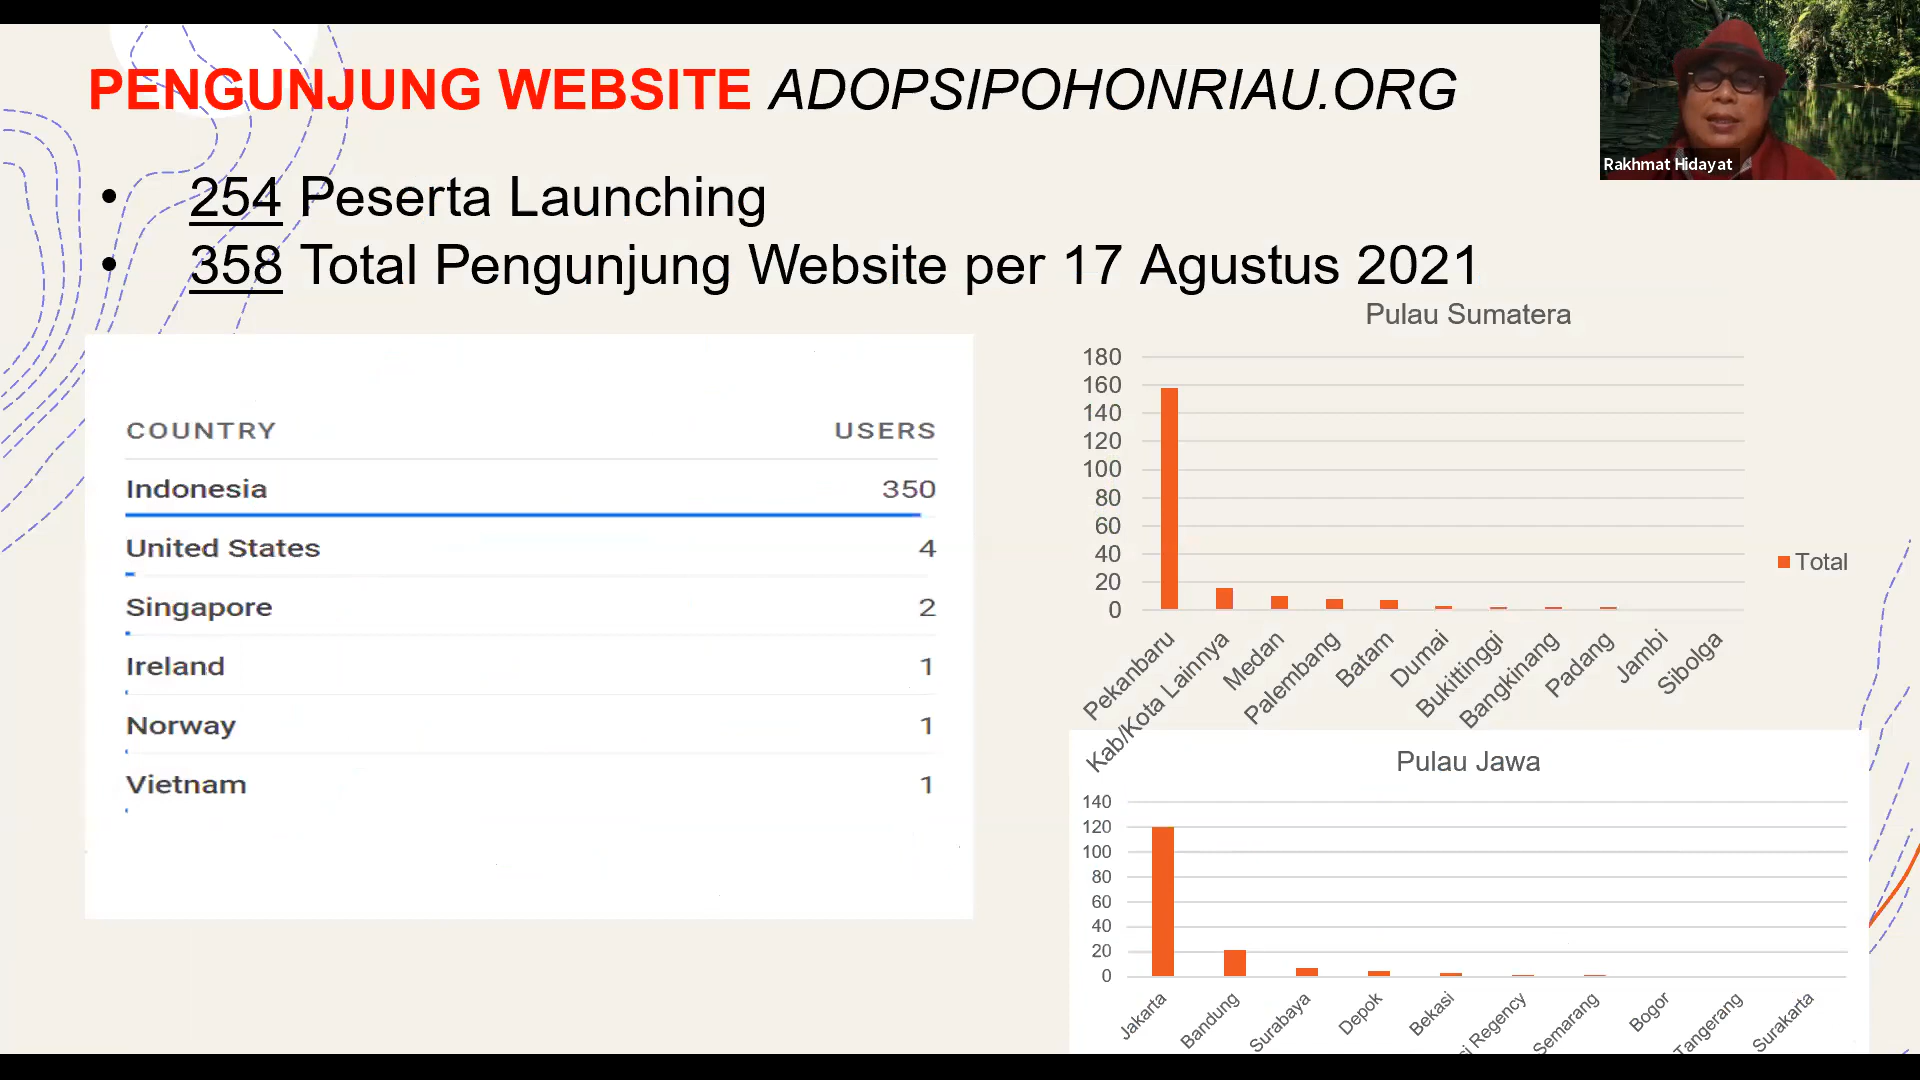 PENGUNJUNG WEBSITE ADOPSIPOHONRIAU.ORG
Rakhmat Hidayat
• 254 Peserta Launching
• 358 Total Pengunjung Website per 17 Agustus 2021
COUNTRY USERS
Indonesia 350
United States 4
Singapore 2
Ireland 1
Norway 1
Vietnam 1
Pulau Sumatera
180
160
140
120
100
80
60
40
20
0
Pekanbaru
Kab/Kota Lainnya
Medan
Palembang
Batam
Dumai
Bukittinggi
Bangkinang
Padang
Jambi
Sibolga
Total
Pulau Jawa
140
120
100
80
60
40
20
0
Jakarta
Bandung
Surabaya
Depok
Bekasi
Regency
Semarang
Bogor
Tangerang
Surakarta